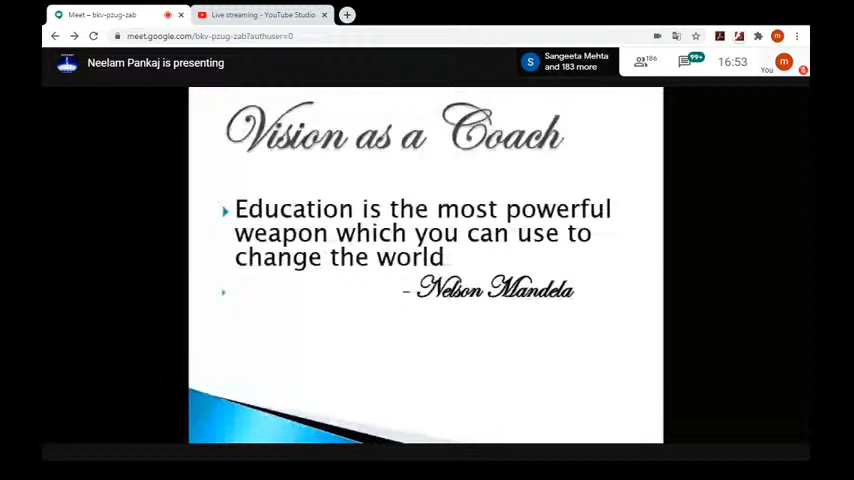 Meet – bkv-pzug-zab
Live streaming - YouTube Studio
meet.google.com/bkv-pzug-zab?authuser=0
m
Neelam Pankaj is presenting
S
Sangeeta Mehta
and 183 more
186
99+
16:53
You
m
Vision as a Coach
Education is the most powerful
weapon which you can use to
change the world
- Nelson Mandela